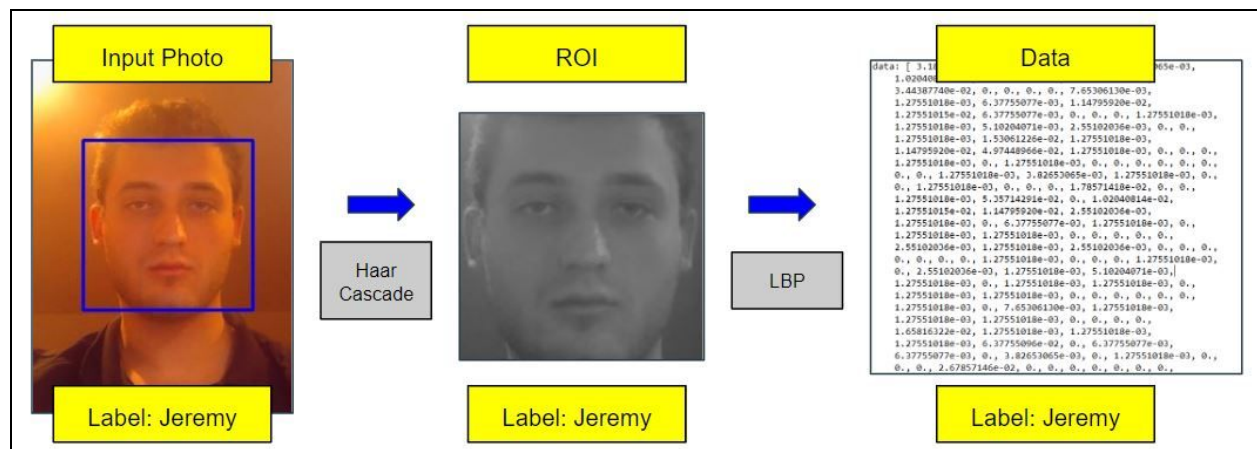 Input Photo
ROI
Data
Haar
Cascade
LBP
data: [ 3.18
1.02040
3.44387740e-02, 0., 0., 0., 0., 7.65306130e-03,
1.27551018e-03, 6.37755077e-03, 1.14795920e-02,
1.27551015e-02, 6.37755077e-03, 0., 0., 0., 1.27551018e-03,
1.27551018e-03, 5.10204071e-03, 2.55102036e-03, 0., 0.,
1.27551018e-03, 1.53061226e-02, 1.27551018e-03,
1.14795920e-02, 4.97448966e-02, 1.27551018e-03, 0., 0., 0.,
1.27551018e-03, 0., 1.27551018e-03, 0., 0., 0., 0., 0., 0.,
0., 0., 1.27551018e-03, 3.82653065e-03, 1.27551018e-03, 0.,
0., 1.27551018e-03, 0., 0., 0., 1.78571418e-02, 0., 0.,
1.27551018e-03, 5.35714291e-02, 0., 1.02040814e-02,
1.27551015e-02, 1.14795920e-02, 2.55102036e-03,
1.27551018e-03, 0., 6.37755077e-03, 1.27551018e-03, 0.,
1.27551018e-03, 1.27551018e-03, 0., 0., 0., 0., 0.,
2.55102036e-03, 1.27551018e-03, 2.55102036e-03, 0., 0., 0.,
0., 0., 0., 0., 1.27551018e-03, 0., 0., 0., 1.27551018e-03,
0., 2.55102036e-03, 1.27551018e-03, 5.10204071e-03,
1.27551018e-03, 0., 1.27551018e-03, 1.27551018e-03, 0.,
1.27551018e-03, 1.27551018e-03, 0., 0., 0., 0., 0., 0.,
1.27551018e-03, 0., 7.65306130e-03, 1.27551018e-03,
1.27551018e-03, 1.27551018e-03, 0., 0., 0., 0.,
1.65816322e-02, 1.27551018e-03, 1.27551018e-03,
1.27551018e-03, 6.37755096e-02, 0., 6.37755077e-03,
6.37755077e-03, 0., 3.82653065e-03, 0., 1.27551018e-03, 0.,
0., 0., 2.67857146e-02, 0., 0., 0., 0., 0., 0., 0.,
Label: Jeremy
Label: Jeremy
Label: Jeremy